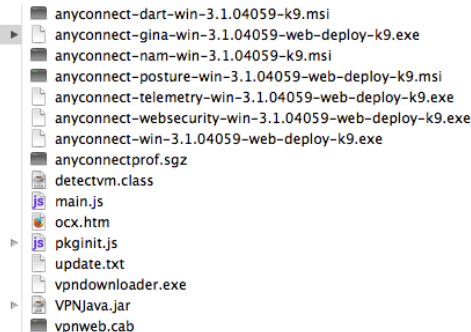 anyconnect-dart-win-3.1.04059-k9.msi
anyconnect-gina-win-3.1.04059-web-deploy-k9.exe
anyconnect-nam-win-3.1.04059-k9.msi
anyconnect-posture-win-3.1.04059-web-deploy-k9.msi
anyconnect-telemetry-win-3.1.04059-web-deploy-k9.exe
anyconnect-websecurity-win-3.1.04059-web-deploy-k9.exe
anyconnect-win-3.1.04059-web-deploy-k9.exe
anyconnectprof.sgz
detectvm.class
js main.js
ocx.htm
js pkginit.js
update.txt
vpndownloader.exe
VPNJava.jar
vpnweb.cab